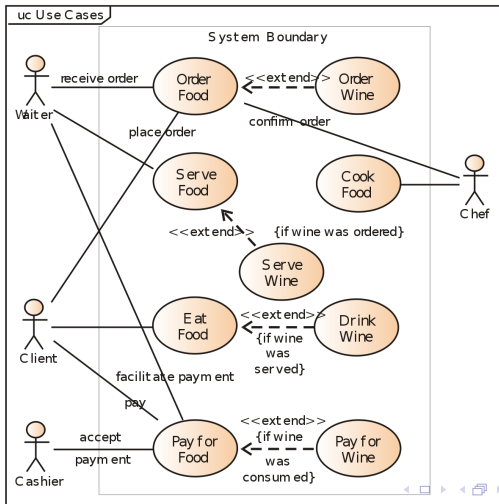 uc Use Cases
System Boundary
receive order
Order
Food
<<extend>>
Order
Wine
Waiter
place order
confirm order
Serve
Food
Cook
Food
Chef
<<extend>>
{if wine was ordered}
Serve
Wine
Eat
Food
<<extend>>
{if wine
was
served}
Drink
Wine
Client
facilitate payment
pay
accept
payment
Cashier
Pay for
Food
<<extend>>
{if wine
was
consumed}
Pay for
Wine